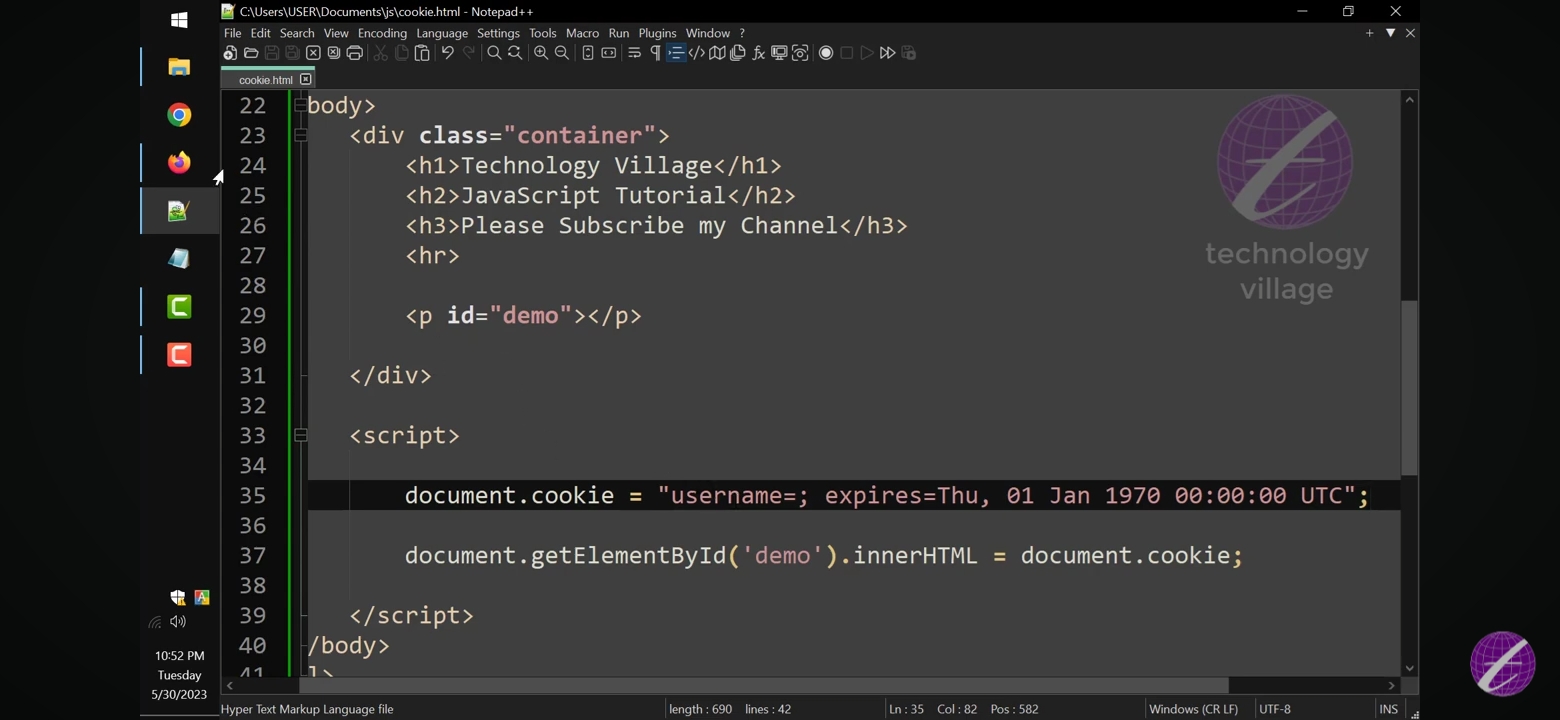 C:\Users\USER\Documents\js\cookie.html - Notepad++
File Edit Search View Encoding Language Settings Tools Macro Run Plugins Window ?
cookie.html
22 body>
23 <div class="container">
24 <h1>Technology Village</h1>
25 <h2>JavaScript Tutorial</h2>
26 <h3>Please Subscribe my Channel</h3>
27 <hr>
28
29 <p id="demo"></p>
30
31 </div>
32
33 <script>
34
35 document.cookie = "username=; expires=Thu, 01 Jan 1970 00:00:00 UTC";
36
37 document.getElementById('demo').innerHTML = document.cookie;
38
39 </script>
40 /body>
41 l>
technology
village
10:52 PM
Tuesday
5/30/2023
Hyper Text Markup Language file length : 690 lines : 42 Ln : 35 Col : 82 Pos : 582 Windows (CR LF) UTF-8 INS